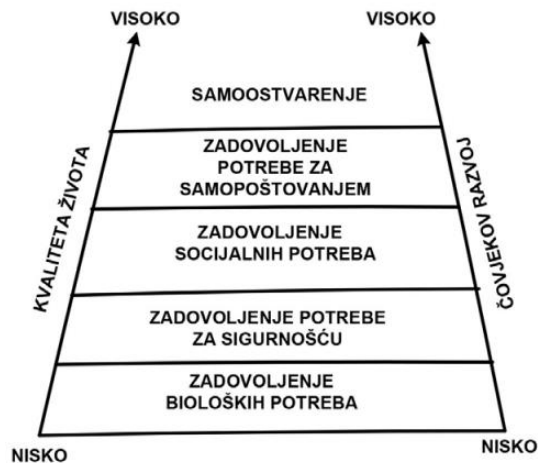 VISOKO
VISOKO
SAMOOSTVARENJE
ZADOVOLJENJE
POTREBE ZA
SAMOPOŠTOVANJEM
KVALITETA ŽIVOTA
ČOVJEKOV RAZVOJ
ZADOVOLJENJE
SOCIJALNIH POTREBA
ZADOVOLJENJE POTREBE
ZA SIGURNOŠĆU
ZADOVOLJENJE
BIOLOŠKIH POTREBA
NISKO
NISKO